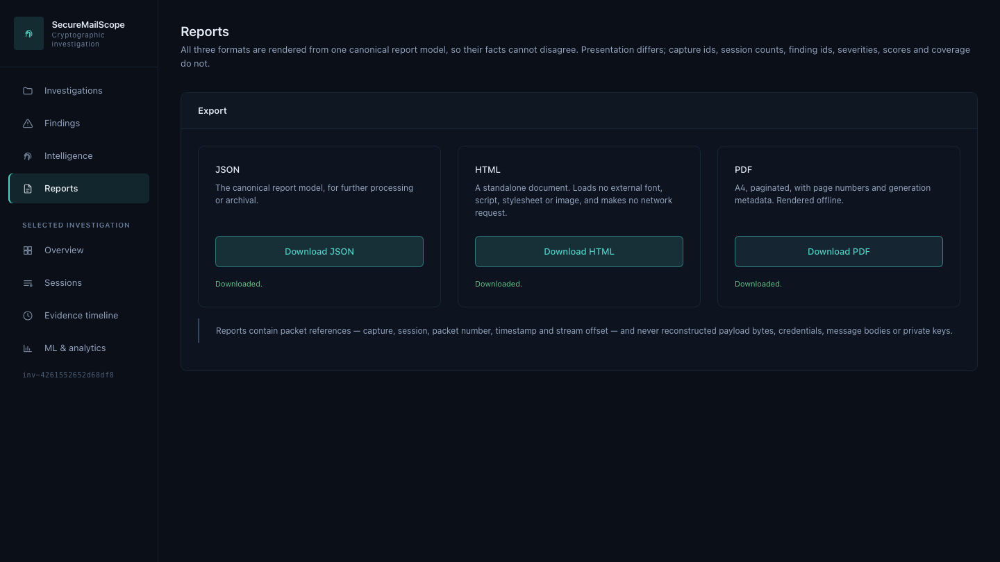 SecureMailScope
Cryptographic
investigation
Investigations
Findings
Intelligence
Reports
SELECTED INVESTIGATION
Overview
Sessions
Evidence timeline
ML & analytics
inv-4261552652d68df8
Reports
All three formats are rendered from one canonical report model, so their facts cannot disagree. Presentation differs; capture ids, session counts, finding ids, severities, scores and coverage
do not.
Export
JSON
The canonical report model, for further processing
or archival.
Download JSON
Downloaded.
HTML
A standalone document. Loads no external font,
script, stylesheet or image, and makes no network
request.
Download HTML
Downloaded.
PDF
A4, paginated, with page numbers and generation
metadata. Rendered offline.
Download PDF
Downloaded.
Reports contain packet references — capture, session, packet number, timestamp and stream offset — and never reconstructed payload bytes, credentials, message bodies or private keys.